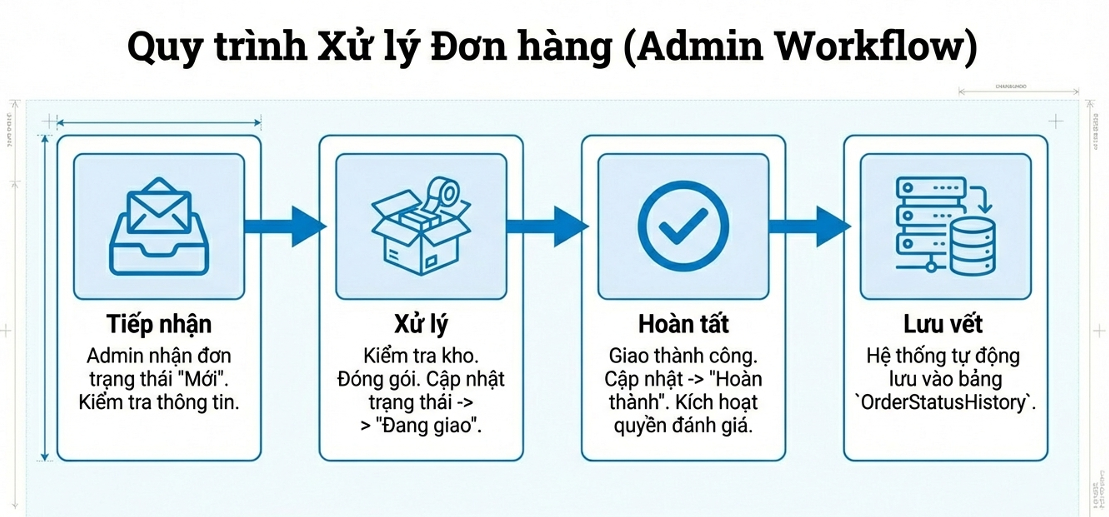 Quy trình Xử lý Đơn hàng (Admin Workflow)
Tiếp nhận
Admin nhận đơn
trạng thái "Mới".
Kiểm tra thông tin.
Xử lý
Kiểm tra kho.
Đóng gói. Cập nhật
trạng thái ->
> "Đang giao".
Hoàn tất
Giao thành công.
Cập nhật -> "Hoàn
thành". Kích hoạt
quyền đánh giá.
Lưu vết
Hệ thống tự động
lưu vào bảng
`OrderStatusHistory`.